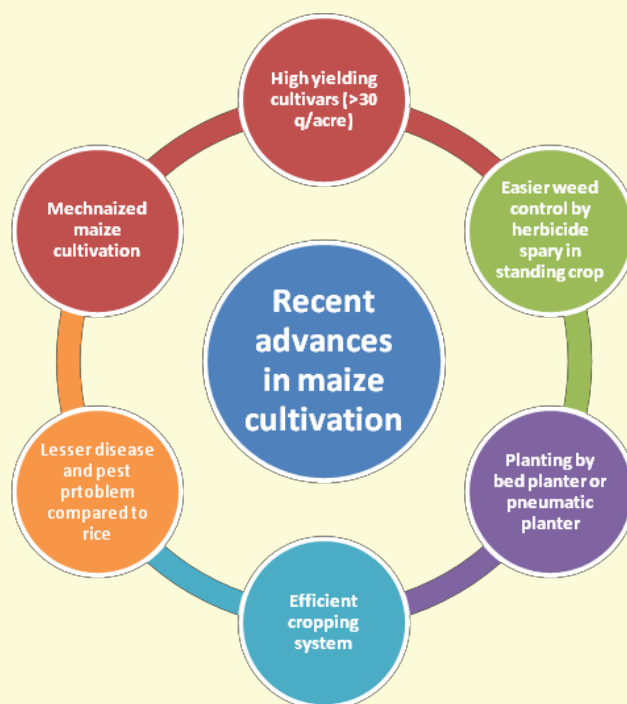 Recent
advances
in maize
cultivation
High yielding
cultivars (>30
q/acre)
Easier weed
control by
herbicide
spary in
standing crop
Planting by
bed planter or
pneumatic
planter
Efficient
cropping
system
Lesser disease
and pest
prtoblem
compared to
rice
Mechnaized
maize
cultivation